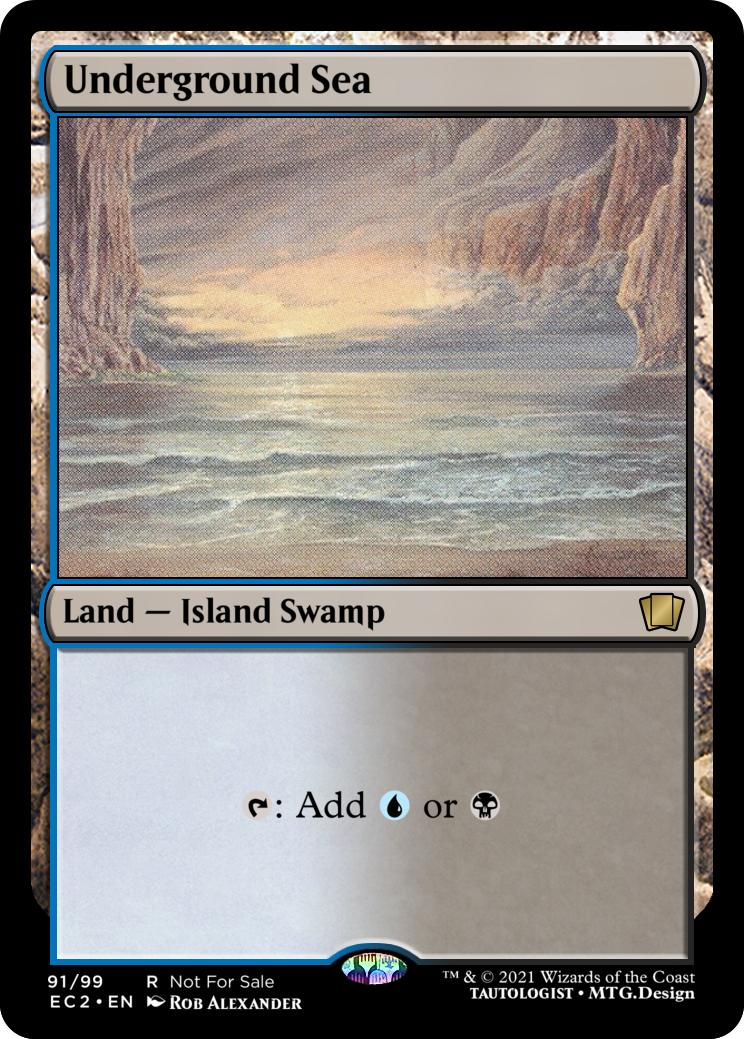 Underground Sea
Land — Island Swamp
: Add or
91/99 R Not For Sale
EC2 • EN Rob Alexander
™ & © 2021 Wizards of the Coast
TAUTOLOGIST • MTG.Design